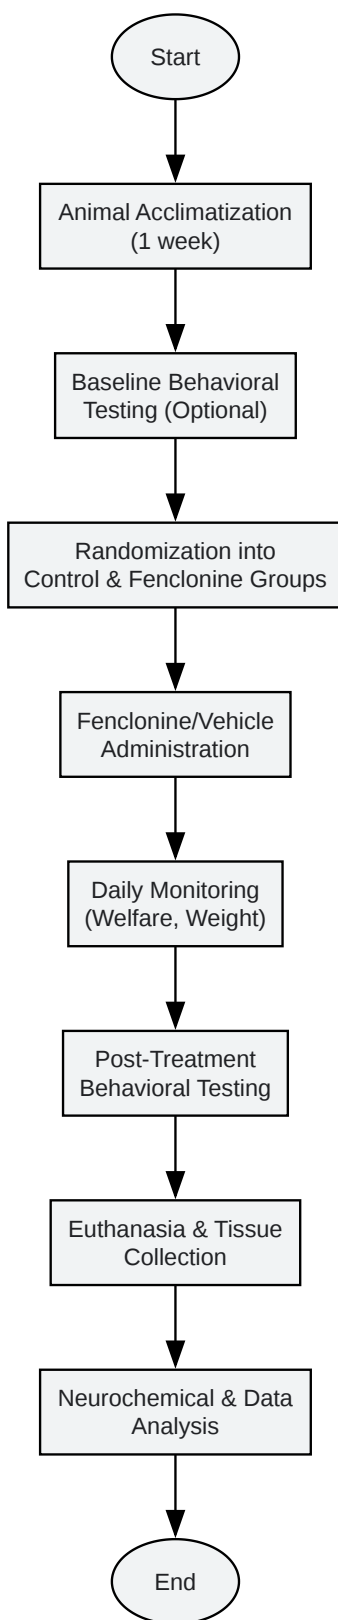 Start
Animal Acclimatization
(1 week)
Baseline Behavioral
Testing (Optional)
Randomization into
Control & Fenclonine Groups
Fenclonine/Vehicle
Administration
Daily Monitoring
(Welfare, Weight)
Post-Treatment
Behavioral Testing
Euthanasia & Tissue
Collection
Neurochemical & Data
Analysis
End